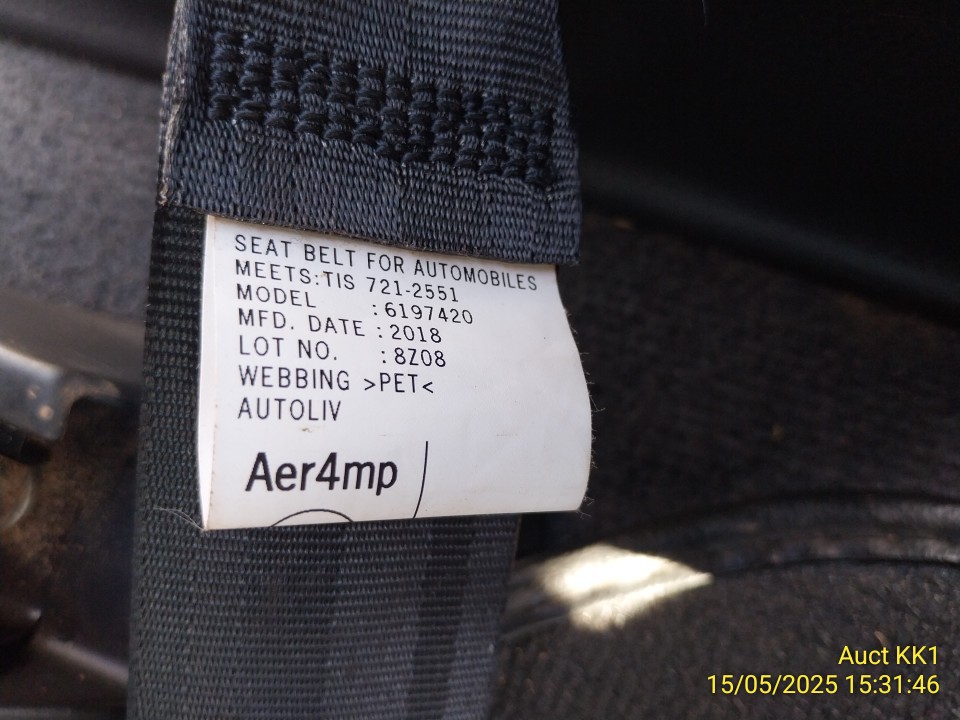 SEAT BELT FOR AUTOMOBILES
MEETS:TIS 721-2551
MODEL :6197420
MFD. DATE :2018
LOT NO. :8Z08
WEBBING >PET<
AUTOLIV
Aer4mp
Auct KK1
15/05/2025 15:31:46